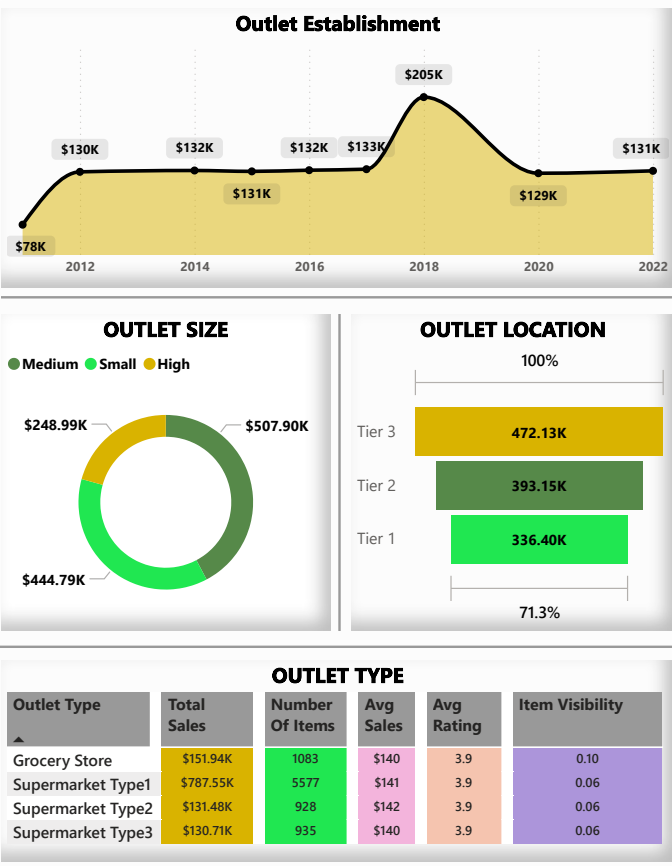 Outlet Establishment
$205K
$130K
$132K
$132K
$133K
$131K
$131K
$129K
$78K
2012
2014
2016
2018
2020
2022
OUTLET SIZE
Medium
Small
High
$248.99K
$507.90K
$444.79K
OUTLET LOCATION
100%
Tier 3
472.13K
Tier 2
393.15K
Tier 1
336.40K
71.3%
OUTLET TYPE
Outlet Type
Total
Sales
Number
Of Items
Avg
Sales
Avg
Rating
Item Visibility
Grocery Store $151.94K 1083 $140 3.9 0.10
Supermarket Type1 $787.55K 5577 $141 3.9 0.06
Supermarket Type2 $131.48K 928 $142 3.9 0.06
Supermarket Type3 $130.71K 935 $140 3.9 0.06